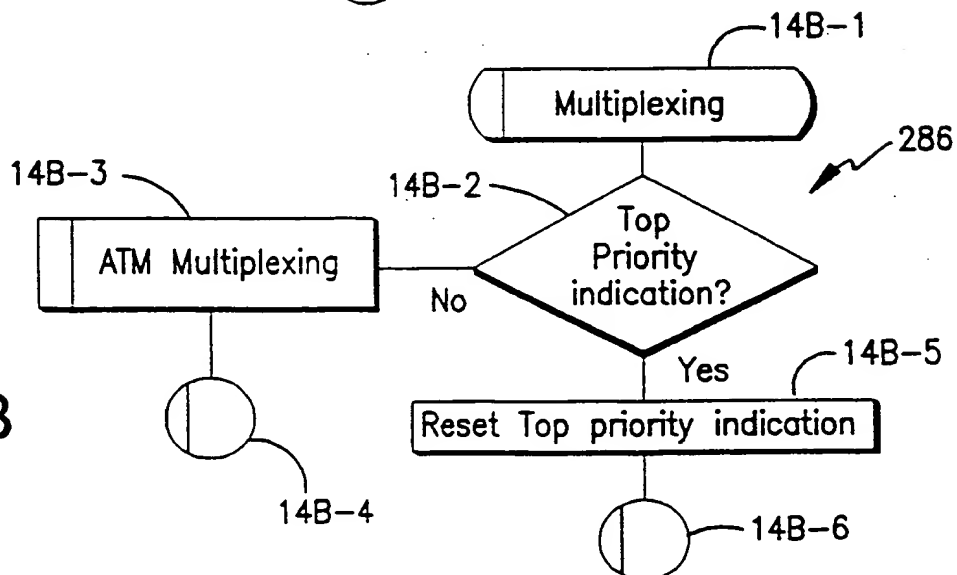 14B-1
Multiplexing
286
14B-3
14B-2
Top
Priority
indication?
ATM Multiplexing
No
Yes
14B-5
Reset Top priority indication
14B-4
14B-6